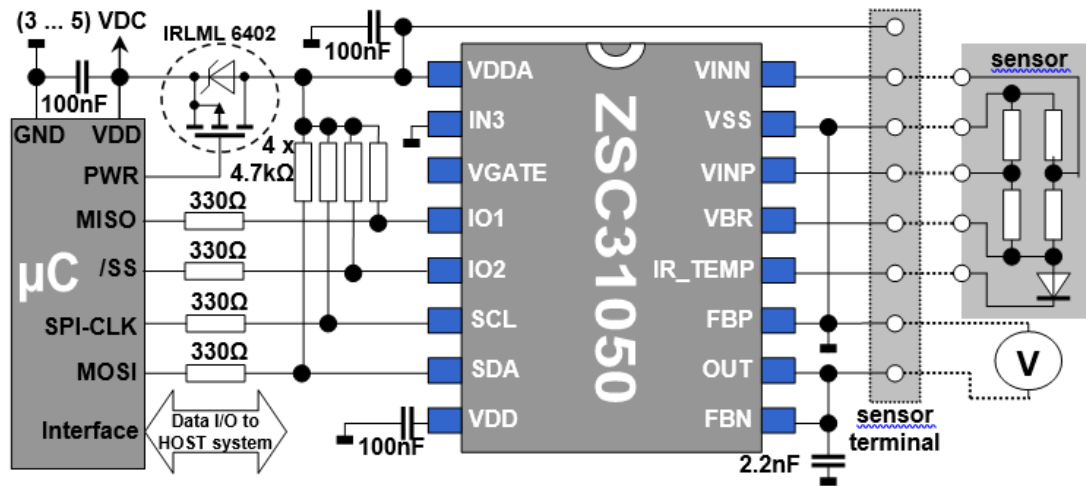 (3 ... 5) VDC
IRLML 6402
100nF
100nF
GND VDD
PWR
MISO
/SS
SPI-CLK
MOSI
Interface
µC
330Ω
330Ω
330Ω
330Ω
4 x
4.7kΩ
Data I/O to
HOST system
100nF
VDDA
IN3
VGATE
IO1
IO2
SCL
SDA
VDD
ZSC31050
VINN
VSS
VINP
VBR
IR_TEMP
FBP
OUT
FBN
2.2nF
sensor
terminal
sensor
V